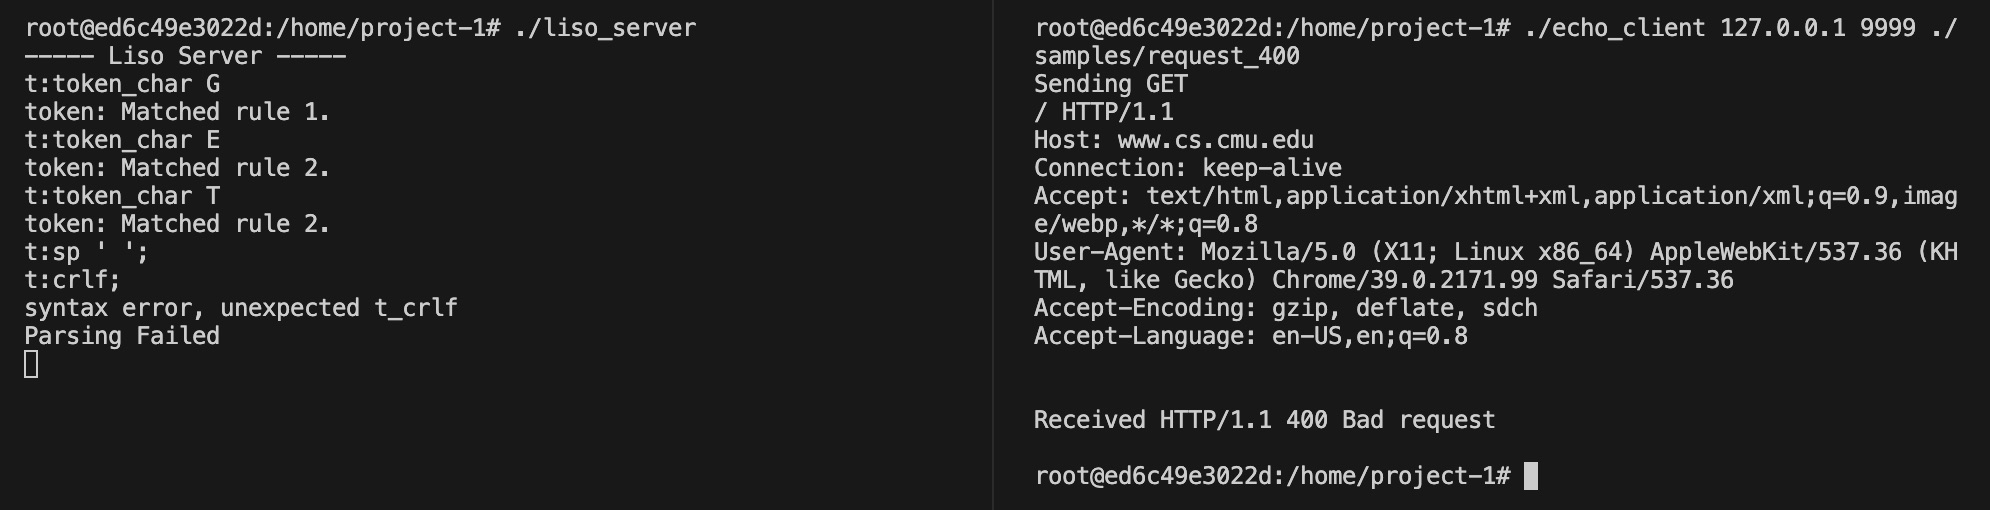 root@ed6c49e3022d:/home/project-1# ./liso_server
----- Liso Server -----
t:token_char G
token: Matched rule 1.
t:token_char E
token: Matched rule 2.
t:token_char T
token: Matched rule 2.
t:sp ' ';
t:crlf;
syntax error, unexpected t_crlf
Parsing Failed
root@ed6c49e3022d:/home/project-1# ./echo_client 127.0.0.1 9999 ./
samples/request_400
Sending GET
/ HTTP/1.1
Host: www.cs.cmu.edu
Connection: keep-alive
Accept: text/html,application/xhtml+xml,application/xml;q=0.9,imag
e/webp,*/*;q=0.8
User-Agent: Mozilla/5.0 (X11; Linux x86_64) AppleWebKit/537.36 (KH
TML, like Gecko) Chrome/39.0.2171.99 Safari/537.36
Accept-Encoding: gzip, deflate, sdch
Accept-Language: en-US,en;q=0.8
Received HTTP/1.1 400 Bad request
root@ed6c49e3022d:/home/project-1#